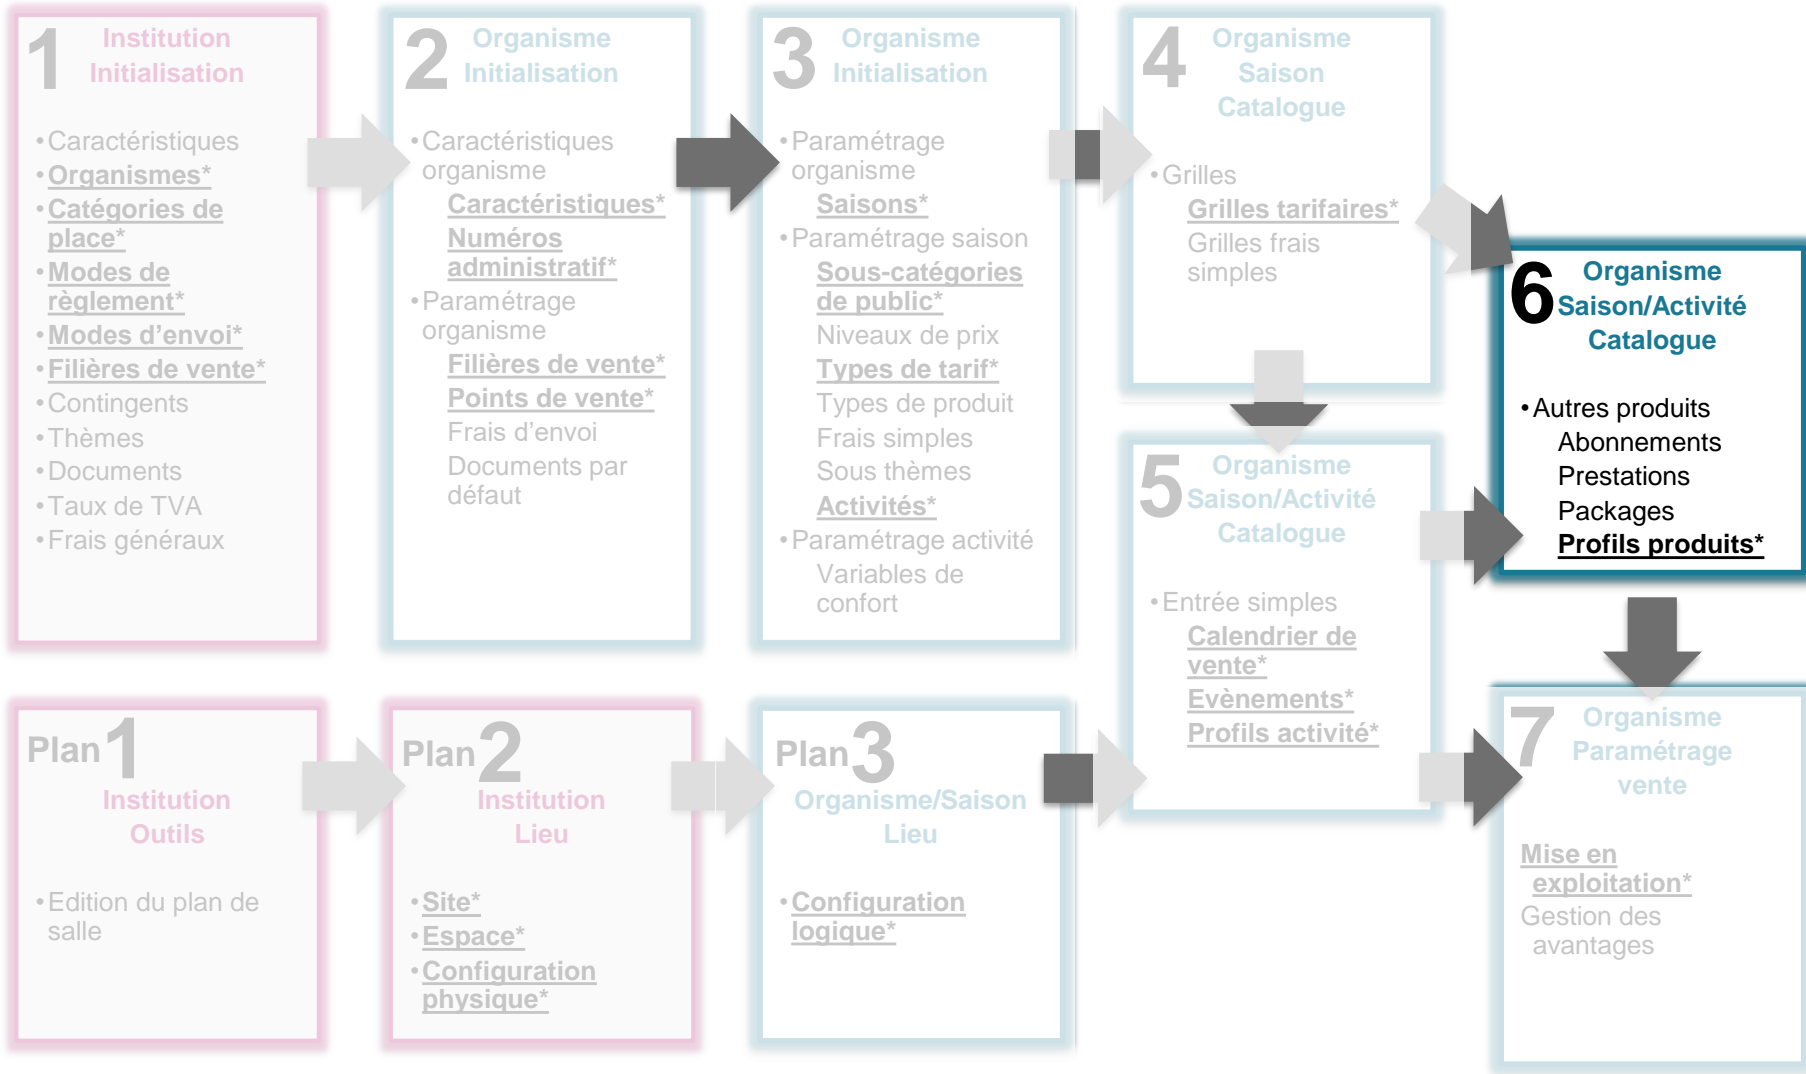 1
Institution
Initialisation
•Caractéristiques
•Organismes*
•Catégories de
place*
•Modes de
règlement*
•Modes d’envoi*
•Filières de vente*
•Contingents
•Thèmes
•Documents
•Taux de TVA
•Frais généraux
2
Organisme
Initialisation
•Caractéristiques
organisme
Caractéristiques*
Numéros
administratif*
•Paramétrage
organisme
Filières de vente*
Points de vente*
Frais d’envoi
Documents par
défaut
3
Organisme
Initialisation
•Paramétrage
organisme
Saisons*
•Paramétrage saison
Sous-catégories
de public*
Niveaux de prix
Types de tarif*
Types de produit
Frais simples
Sous thèmes
Activités*
•Paramétrage activité
Variables de
confort
4
Organisme
Saison
Catalogue
•Grilles
Grilles tarifaires*
Grilles frais
simples
5
Organisme
Saison/Activité
Catalogue
•Entrée simples
Calendrier de
vente*
Evènements*
Profils activité*
6
Organisme
Saison/Activité
Catalogue
•Autres produits
Abonnements
Prestations
Packages
Profils produits*
Plan1
Institution
Outils
•Edition du plan de
salle
Plan2
Institution
Lieu
•Site*
•Espace*
•Configuration
physique*
Plan3
Organisme/Saison
Lieu
•Configuration
logique*
7
Organisme
Paramétrage
vente
Mise en
exploitation*
Gestion des
avantages